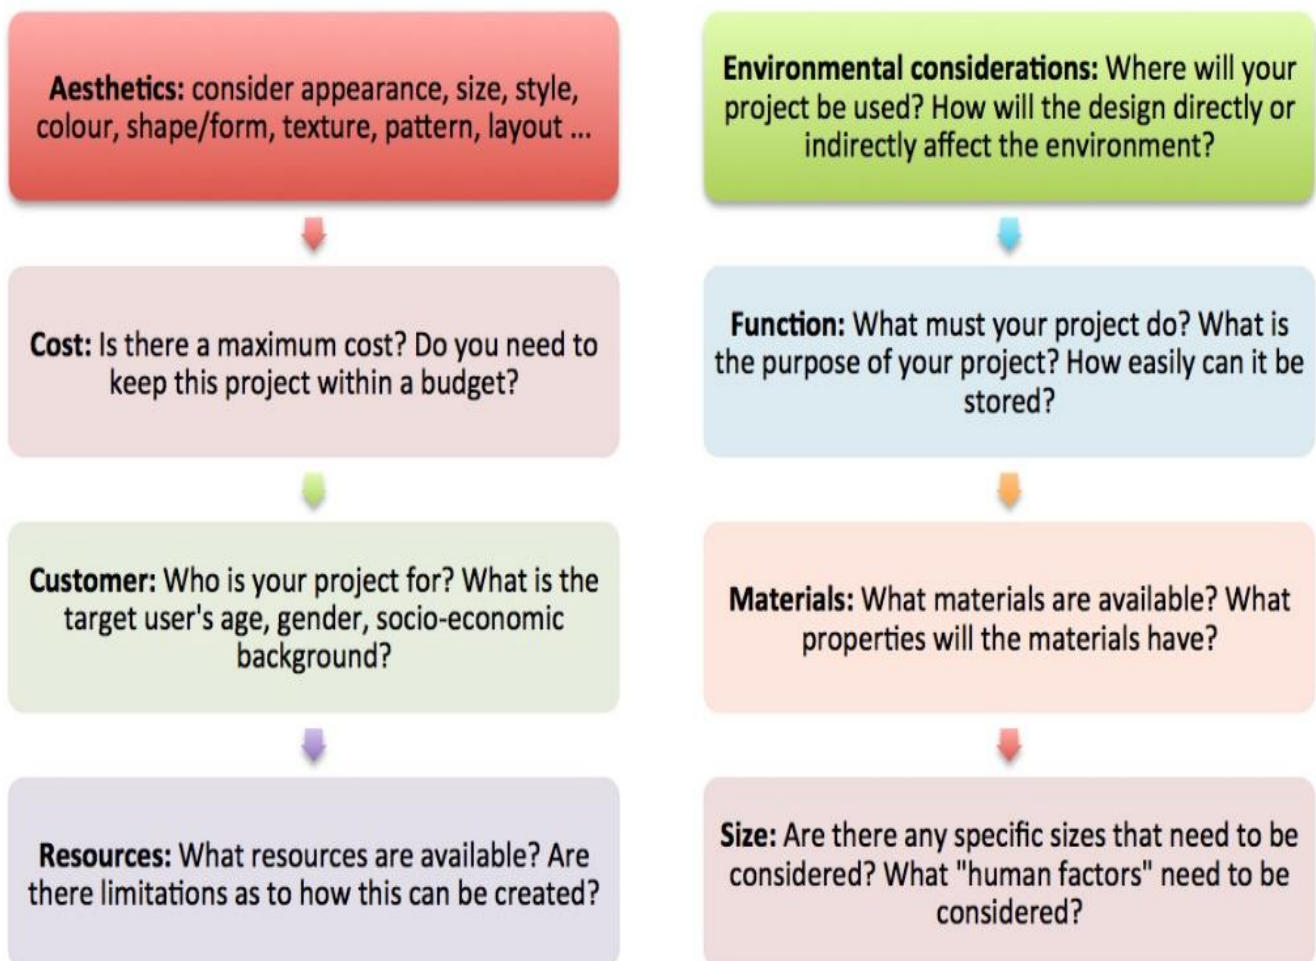 Aesthetics: consider appearance, size, style,
colour, shape/form, texture, pattern, layout ...
Cost: Is there a maximum cost? Do you need to
keep this project within a budget?
Customer: Who is your project for? What is the
target user's age, gender, socio-economic
background?
Resources: What resources are available? Are
there limitations as to how this can be created?
Environmental considerations: Where will your
project be used? How will the design directly or
indirectly affect the environment?
Function: What must your project do? What is
the purpose of your project? How easily can it be
stored?
Materials: What materials are available? What
properties will the materials have?
Size: Are there any specific sizes that need to be
considered? What "human factors" need to be
considered?